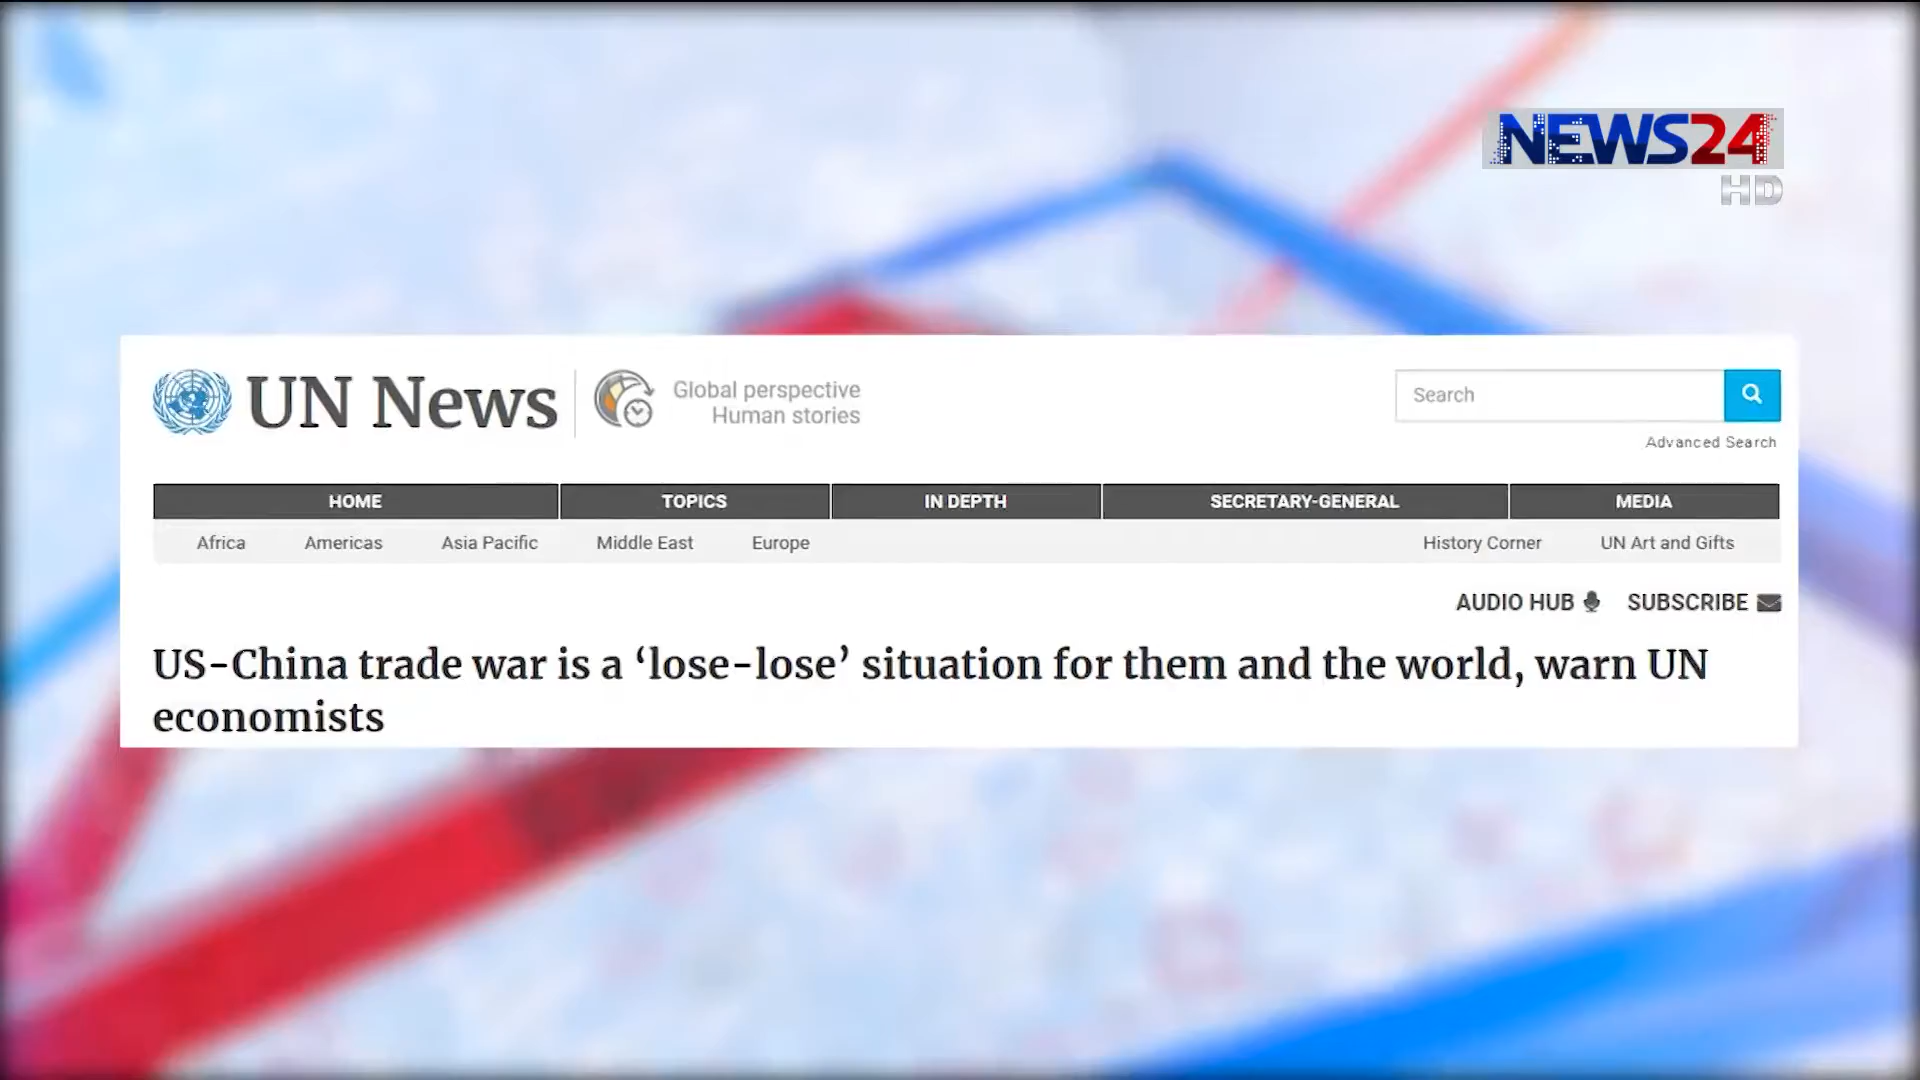 NEWS24
HD
UN News
Global perspective
Human stories
Search
Advanced Search
HOME TOPICS IN DEPTH SECRETARY-GENERAL MEDIA
Africa Americas Asia Pacific Middle East Europe History Corner UN Art and Gifts
AUDIO HUB SUBSCRIBE
US-China trade war is a ‘lose-lose’ situation for them and the world, warn UN
economists